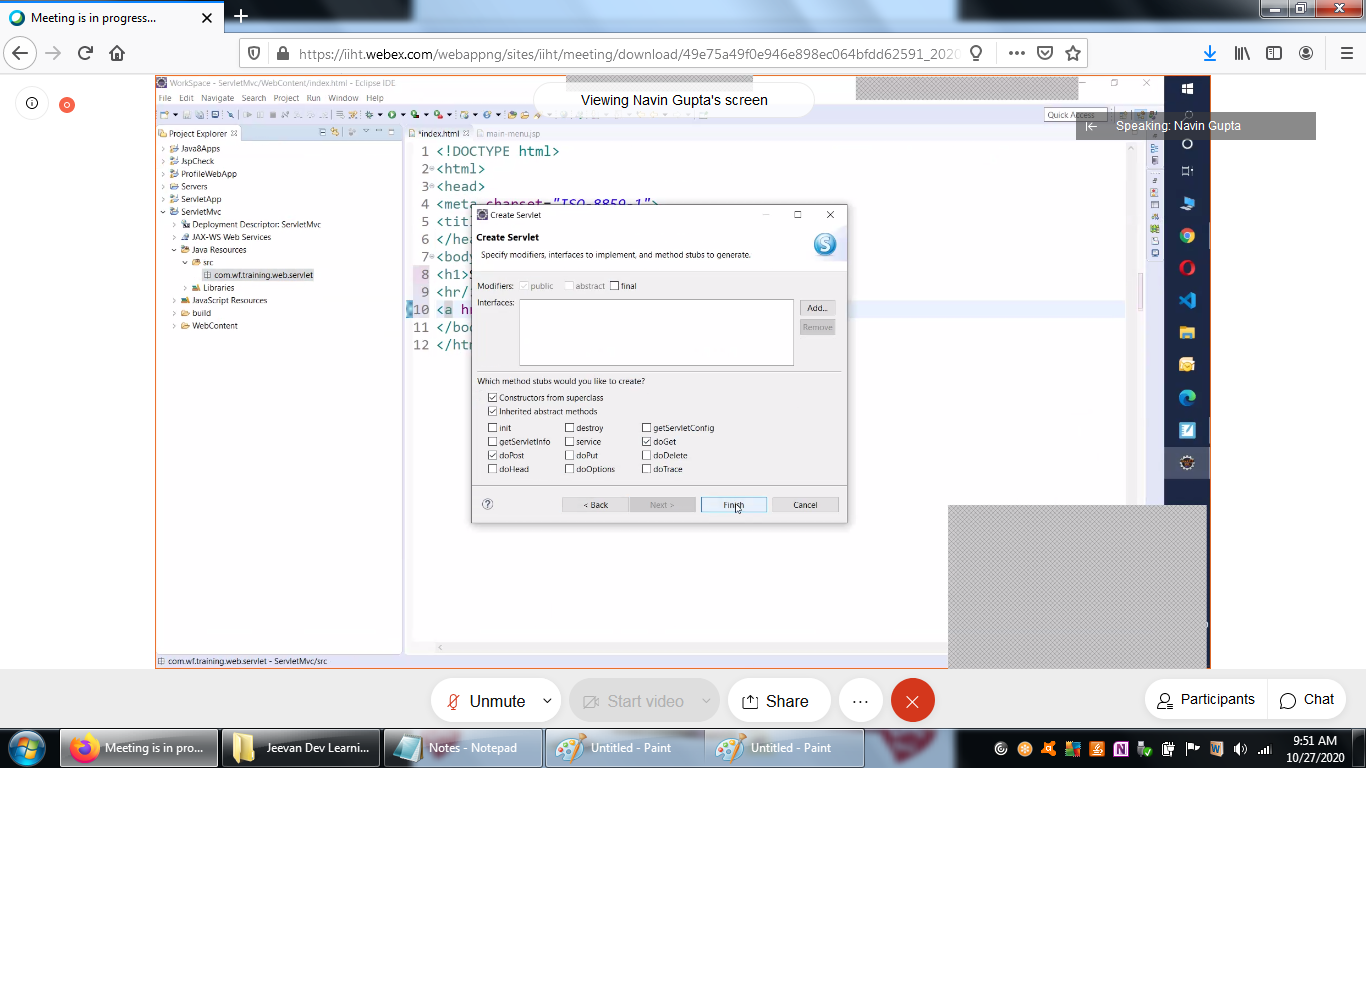 Meeting is in progress...
https://iiht.webex.com/webappng/sites/iiht/meeting/download/49e75a49f0e946e898ec064bfdd62591_2020
WorkSpace - ServletMvc/WebContent/index.html - Eclipse IDE
Viewing Navin Gupta's screen
File Edit Navigate Search Project Run Window Help
Quick Access
Speaking: Navin Gupta
Project Explorer
*index.html
main-menu.jsp
Java8Apps
JspCheck
ProfileWebApp
Servers
ServletApp
ServletMvc
Deployment Descriptor: ServletMvc
JAX-WS Web Services
Java Resources
src
com.wf.training.web.servlet
Libraries
JavaScript Resources
build
WebContent
1 <!DOCTYPE html>
2 <html>
3 <head>
4 <meta charset="ISO-8859-1">
5 <tit
6 </hea
7 <body
8 <h1>S
9 <hr/
10 <a hr
11 </bod
12 </htm
Create Servlet
Create Servlet
Specify modifiers, interfaces to implement, and method stubs to generate.
Modifiers: public abstract final
Interfaces:
Add...
Remove
Which method stubs would you like to create?
Constructors from superclass
Inherited abstract methods
init destroy getServletConfig
getServletInfo service doGet
doPost doPut doDelete
doHead doOptions doTrace
< Back Next > Finish Cancel
com.wf.training.web.servlet - ServletMvc/src
Unmute Start video Share
Participants Chat
Meeting is in pro...
Jeevan Dev Learni...
Notes - Notepad
Untitled - Paint
Untitled - Paint
9:51 AM
10/27/2020